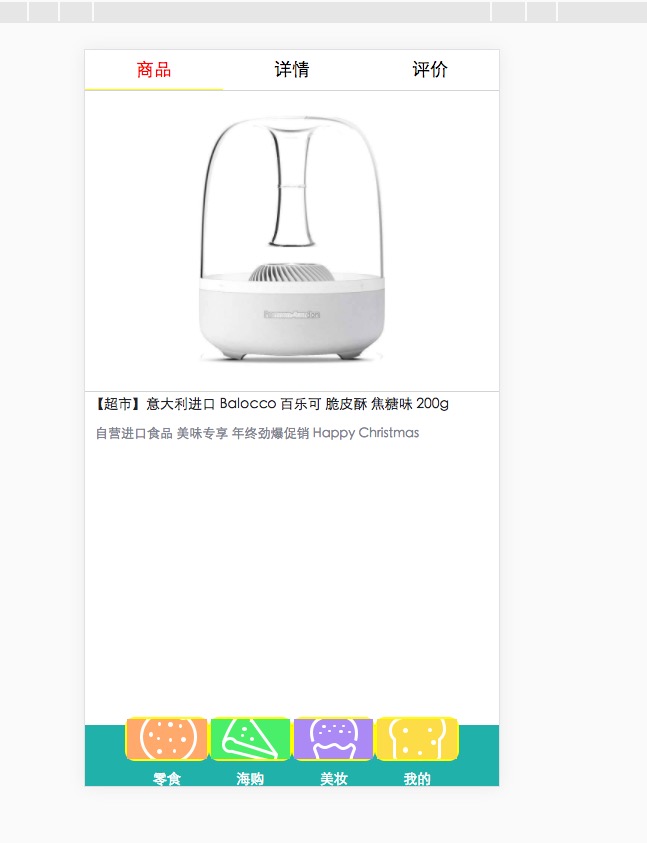 商品 详情 评价
【超市】意大利进口 Balocco 百乐可 脆皮酥 焦糖味 200g
自营进口食品 美味专享 年终劲爆促销 Happy Christmas
零食 海购 美妆 我的